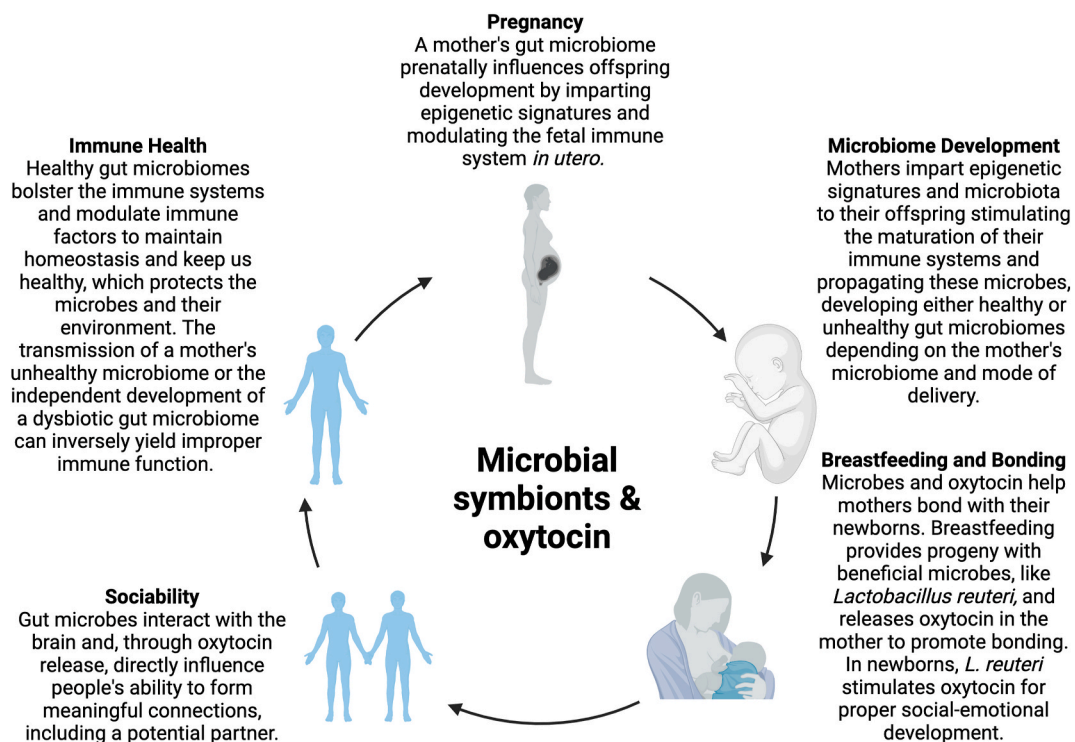 Pregnancy
A mother's gut microbiome
prenatally influences offspring
development by imparting
epigenetic signatures and
modulating the fetal immune
system in utero.
Microbiome Development
Mothers impart epigenetic
signatures and microbiota
to their offspring stimulating
the maturation of their
immune systems and
propagating these microbes,
developing either healthy or
unhealthy gut microbiomes
depending on the mother's
microbiome and mode of
delivery.
Breastfeeding and Bonding
Microbes and oxytocin help
mothers bond with their
newborns. Breastfeeding
provides progeny with
beneficial microbes, like
Lactobacillus reuteri, and
releases oxytocin in the
mother to promote bonding.
In newborns, L. reuteri
stimulates oxytocin for
proper social-emotional
development.
Sociability
Gut microbes interact with the
brain and, through oxytocin
release, directly influence
people's ability to form
meaningful connections,
including a potential partner.
Immune Health
Healthy gut microbiomes
bolster the immune systems
and modulate immune
factors to maintain
homeostasis and keep us
healthy, which protects the
microbes and their
environment. The
transmission of a mother's
unhealthy microbiome or the
independent development of
a dysbiotic gut microbiome
can inversely yield improper
immune function.
Microbial
symbionts &
oxytocin